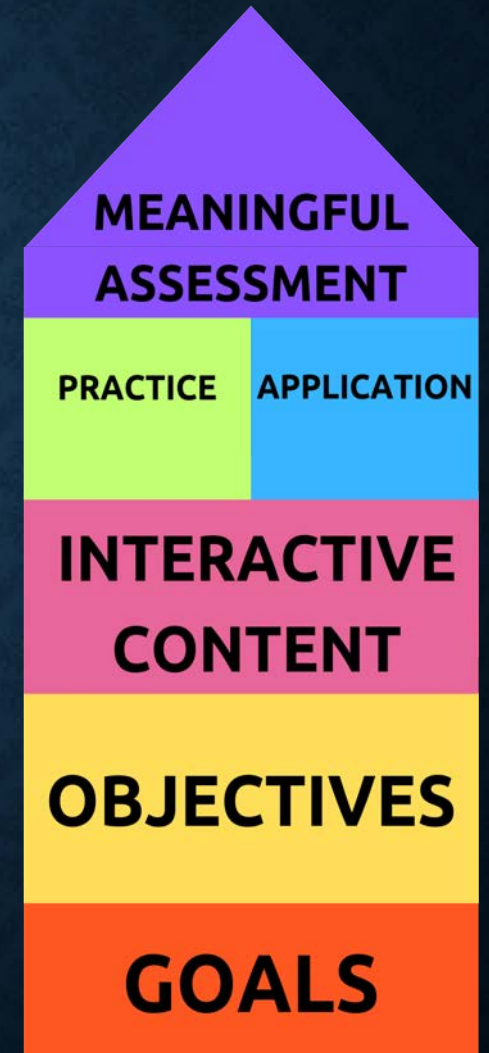 MEANINGFUL
ASSESSMENT
PRACTICE
APPLICATION
INTERACTIVE
CONTENT
OBJECTIVES
GOALS